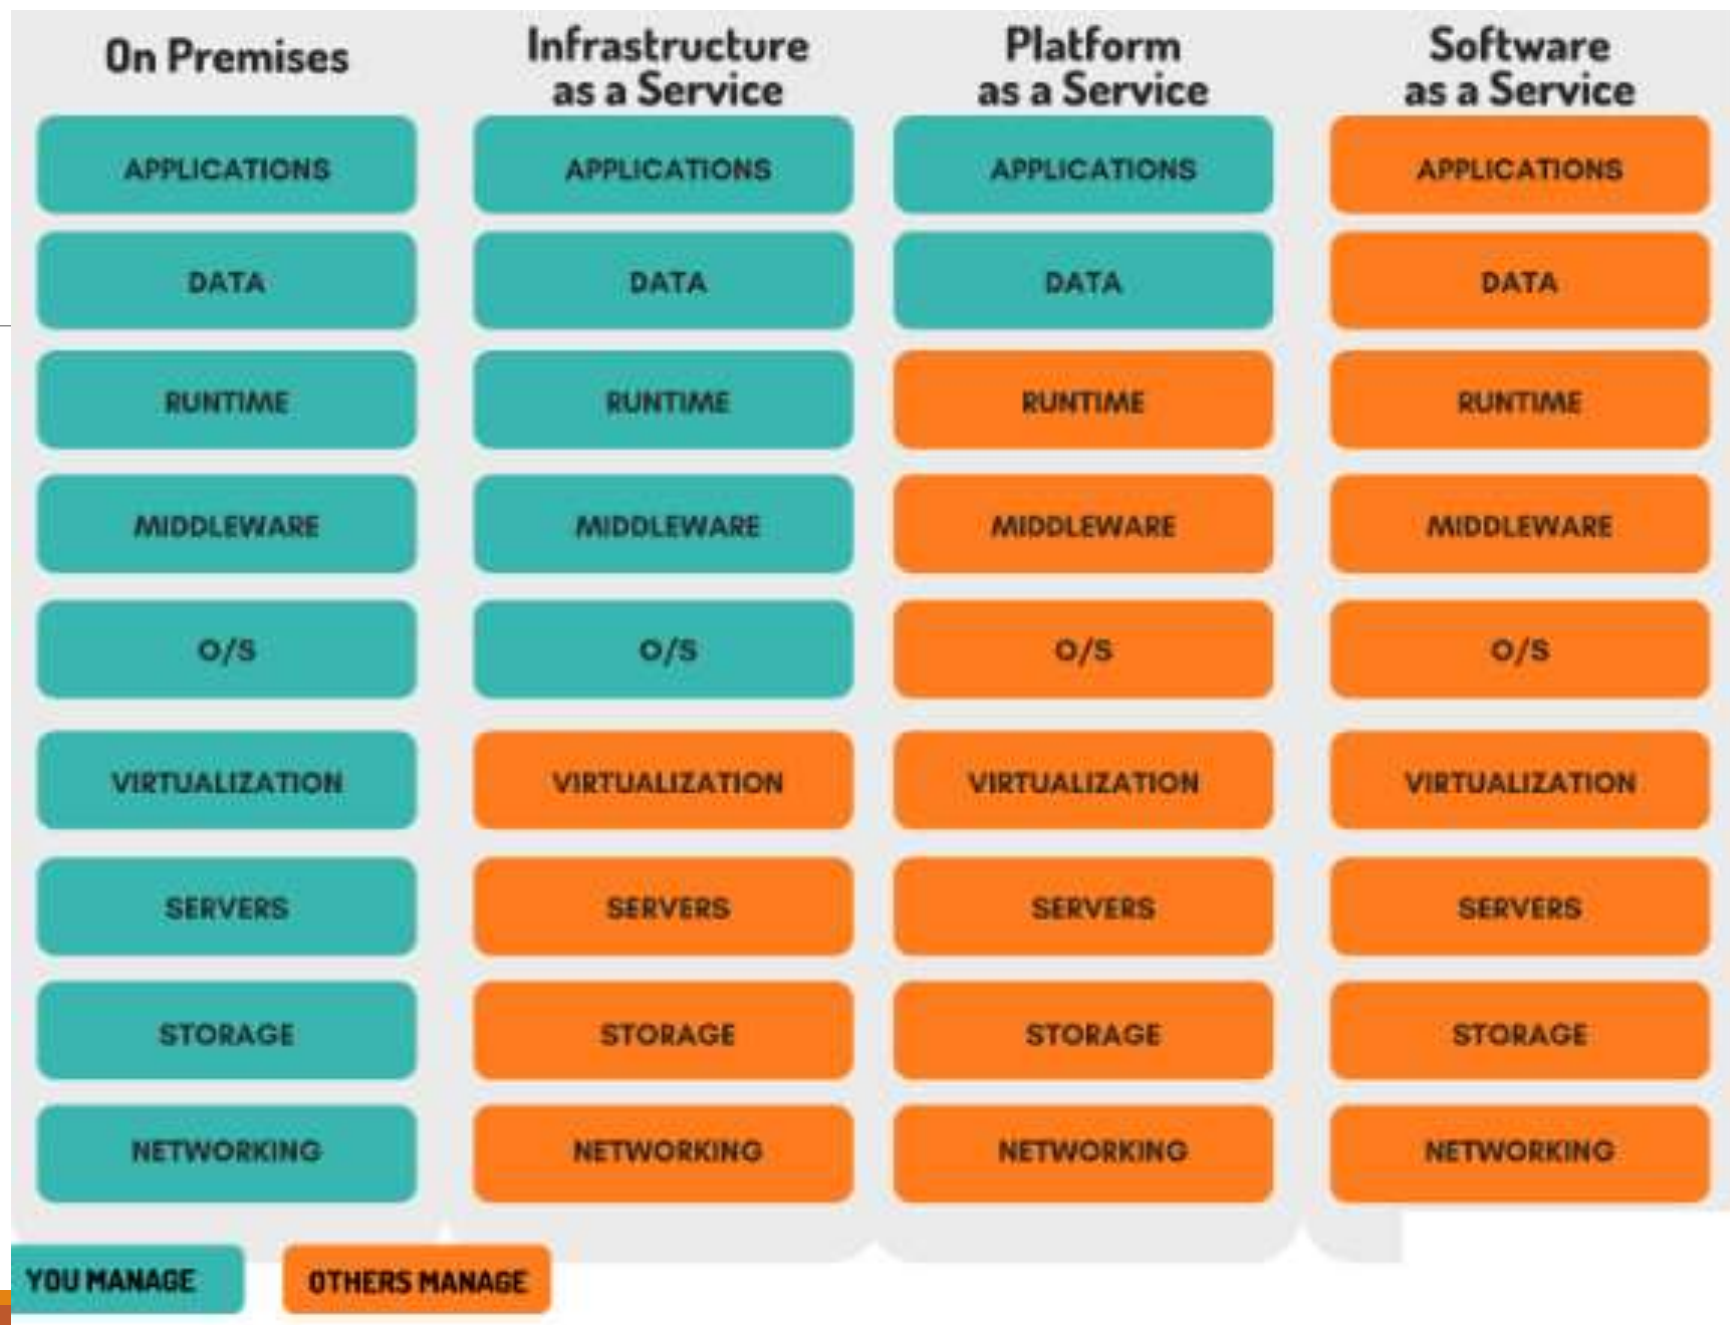 On Premises
Infrastructure
as a Service
Platform
as a Service
Software
as a Service
APPLICATIONS
APPLICATIONS
APPLICATIONS
APPLICATIONS
DATA
DATA
DATA
DATA
RUNTIME
RUNTIME
RUNTIME
RUNTIME
MIDDLEWARE
MIDDLEWARE
MIDDLEWARE
MIDDLEWARE
O/S
O/S
O/S
O/S
VIRTUALIZATION
VIRTUALIZATION
VIRTUALIZATION
VIRTUALIZATION
SERVERS
SERVERS
SERVERS
SERVERS
STORAGE
STORAGE
STORAGE
STORAGE
NETWORKING
NETWORKING
NETWORKING
NETWORKING
YOU MANAGE
OTHERS MANAGE